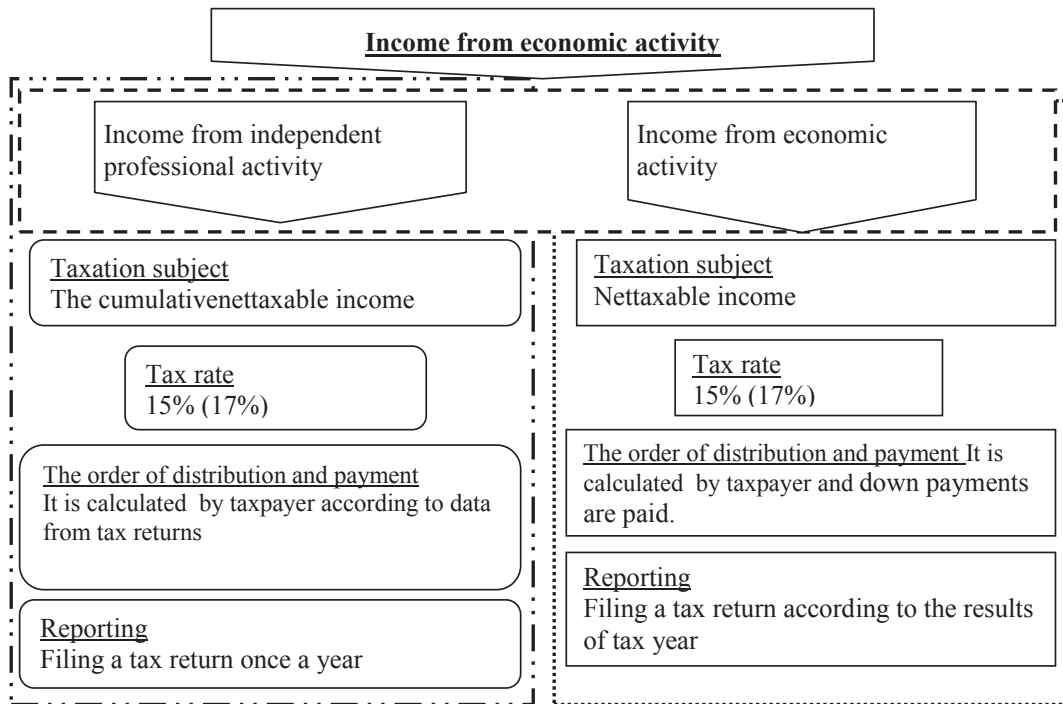 Income from economic activity
Income from independent
professional activity
Income from economic
activity
Taxation subject
The cumulativenettaxable income
Tax rate
15% (17%)
The order of distribution and payment
It is calculated by taxpayer according to data
from tax returns
Reporting
Filing a tax return once a year
Taxation subject
Nettaxable income
Tax rate
15% (17%)
The order of distribution and payment It is
calculated by taxpayer and down payments
are paid.
Reporting
Filing a tax return according to the results
of tax year